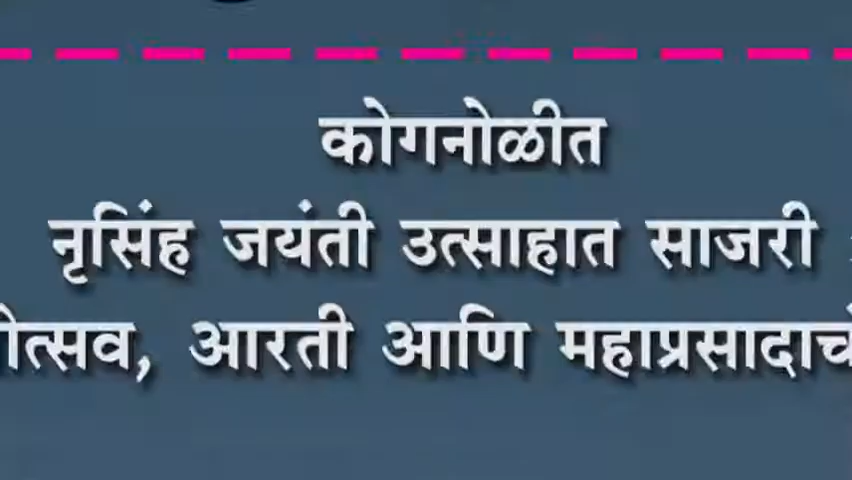 कोगनोळीत
नृसिंह जयंती उत्साहात साजरी
आरती आणि